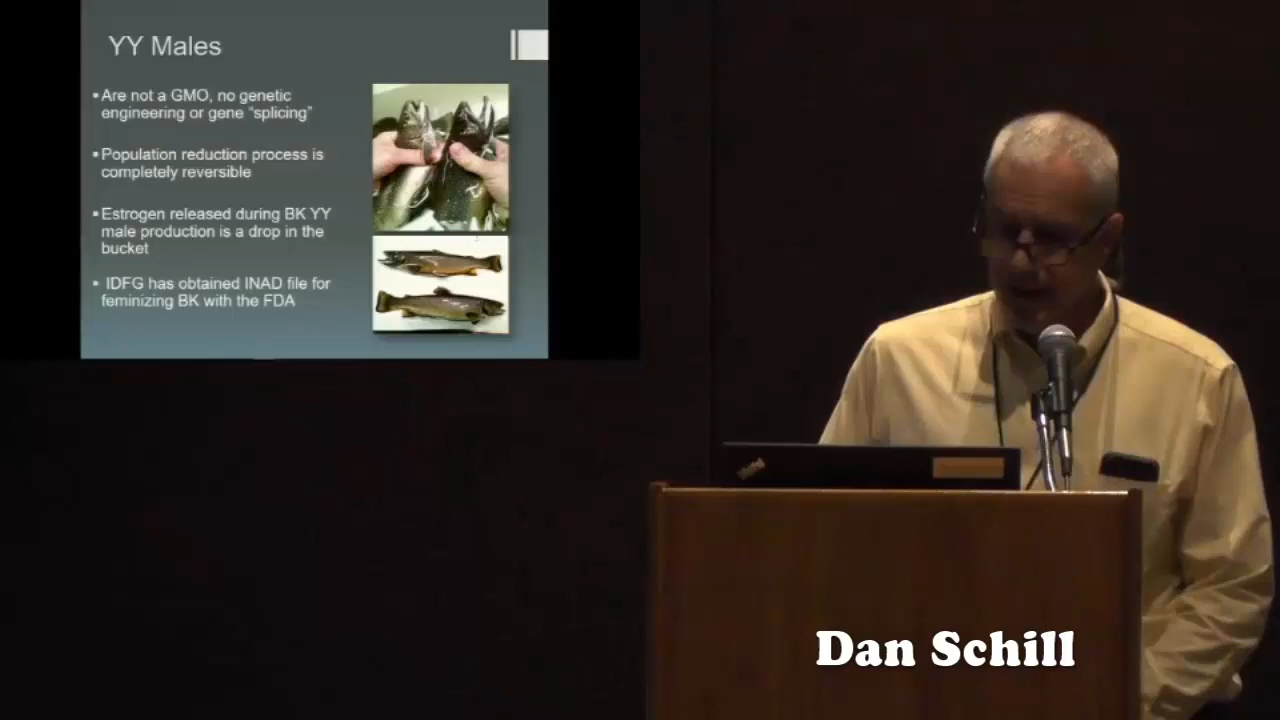 YY Males
▪Are not a GMO, no genetic
engineering or gene “splicing”
▪Population reduction process is
completely reversible
▪Estrogen released during BK YY
male production is a drop in the
bucket
▪ IDFG has obtained INAD file for
feminizing BK with the FDA
Dan Schill